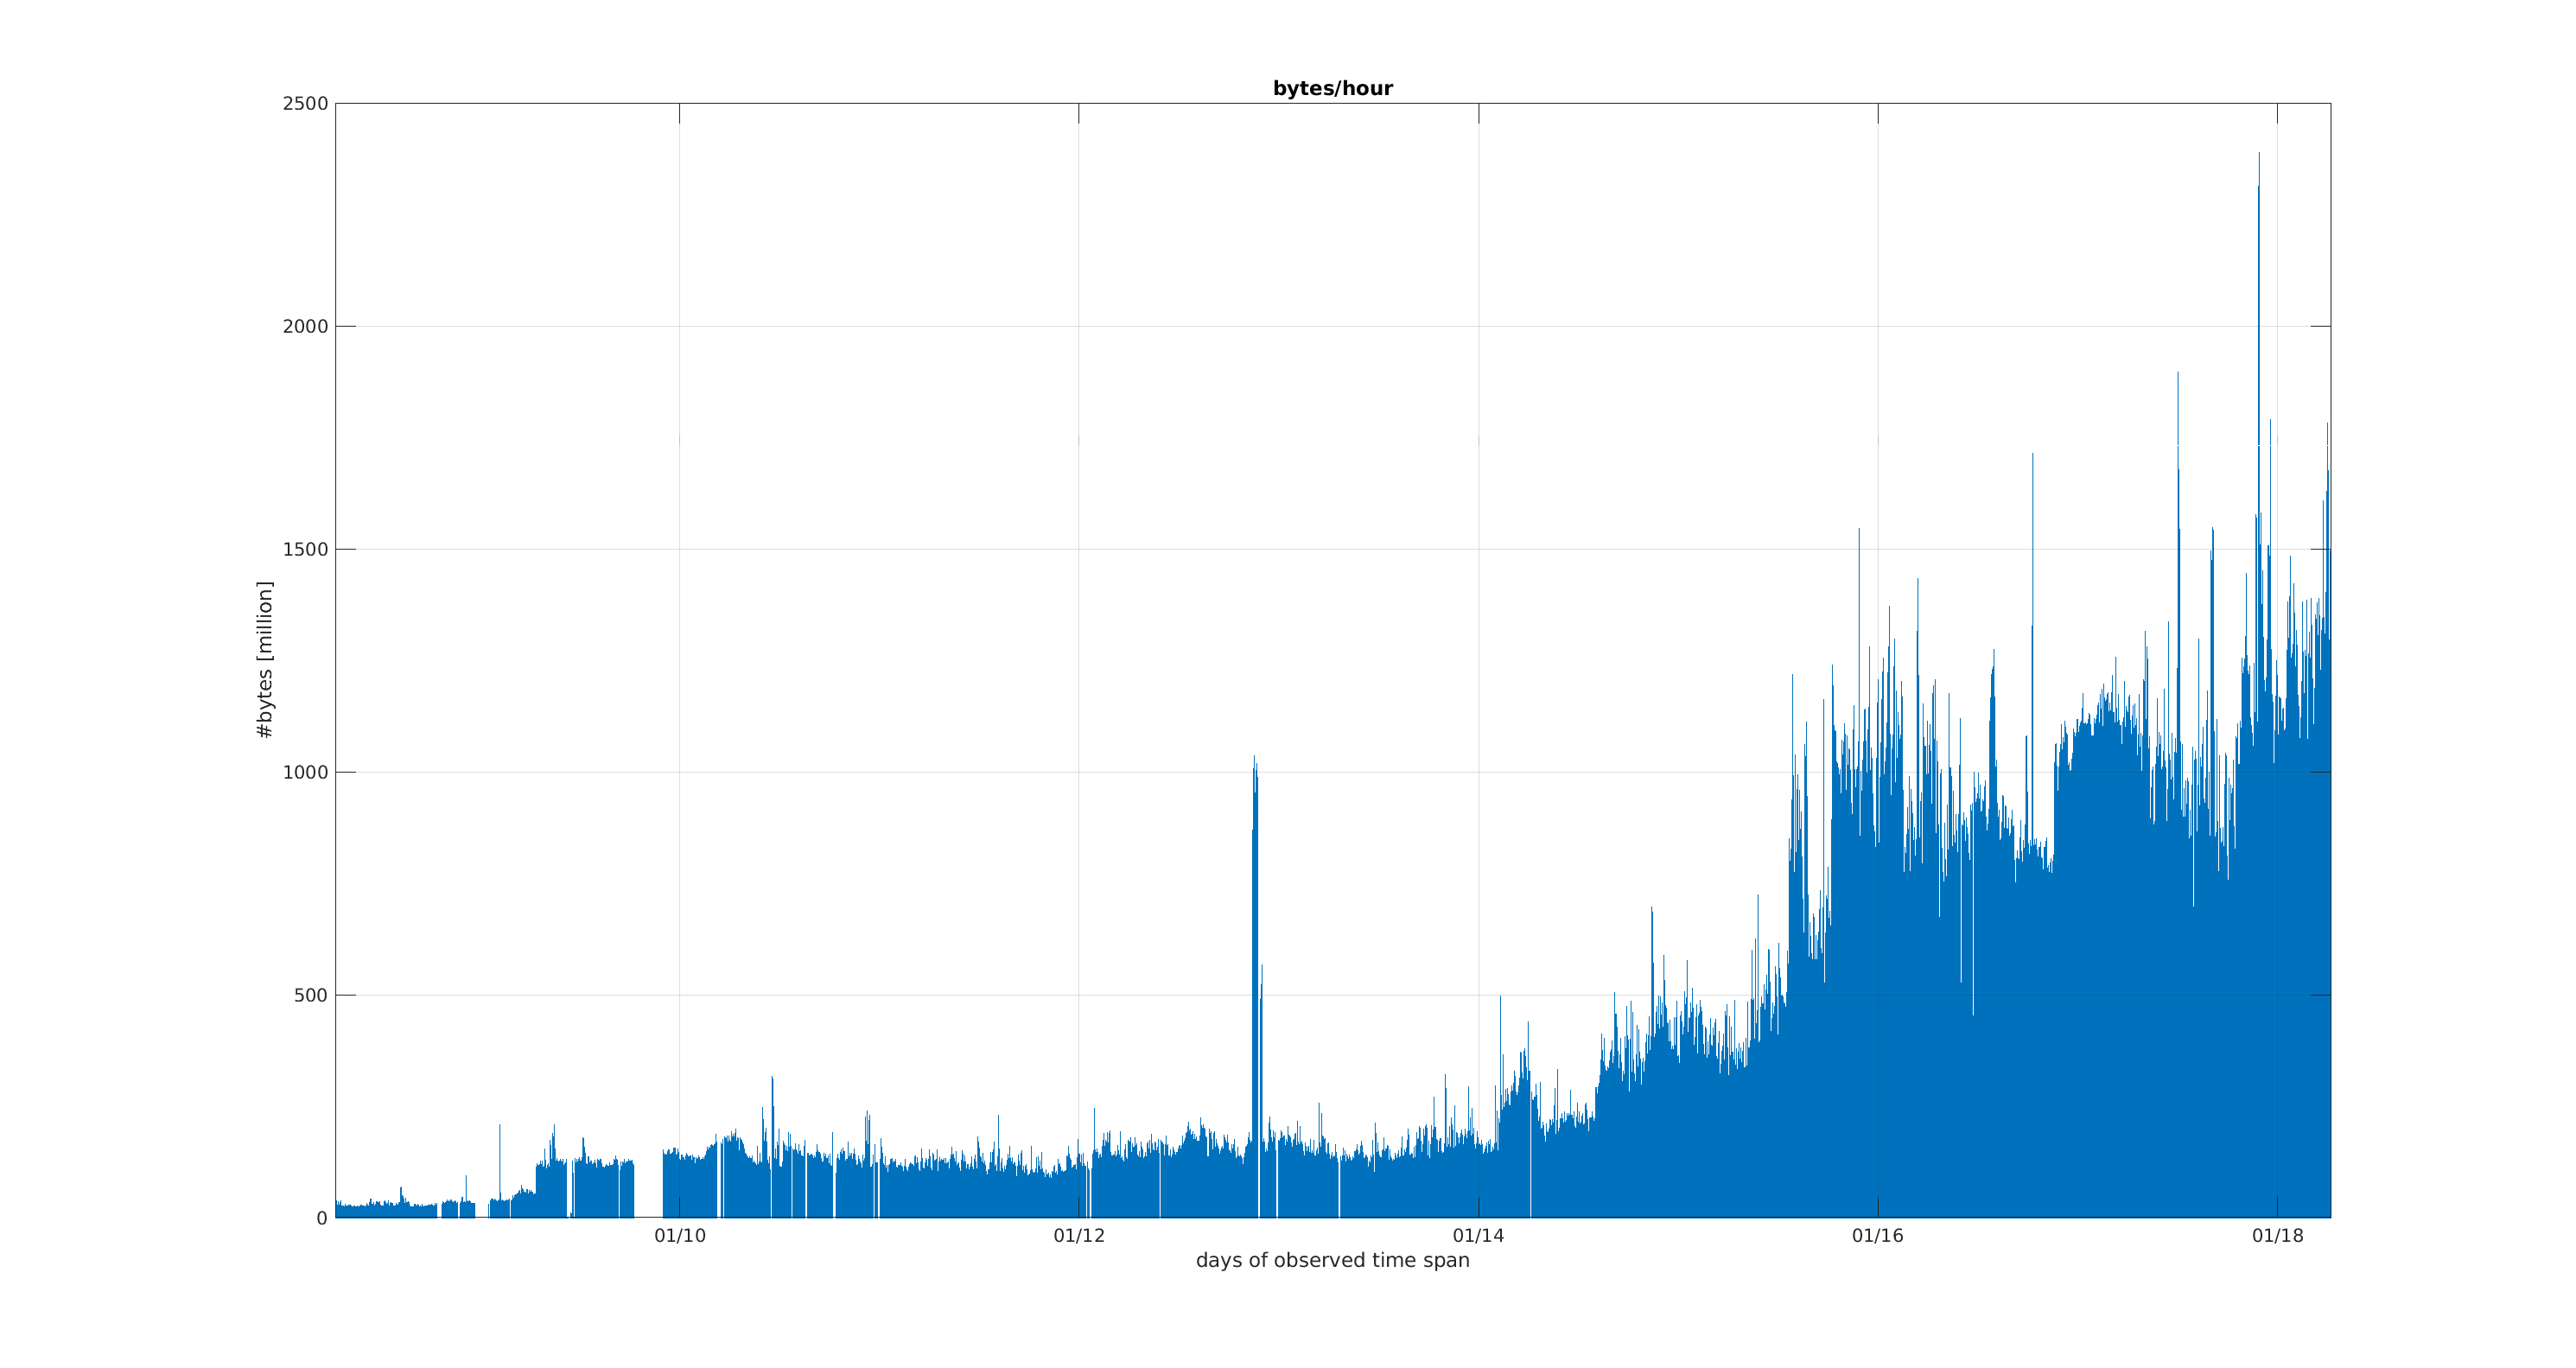 bytes/hour
2500
2000
1500
1000
500
0
#bytes [million]
01/10 01/12 01/14 01/16 01/18
days of observed time span